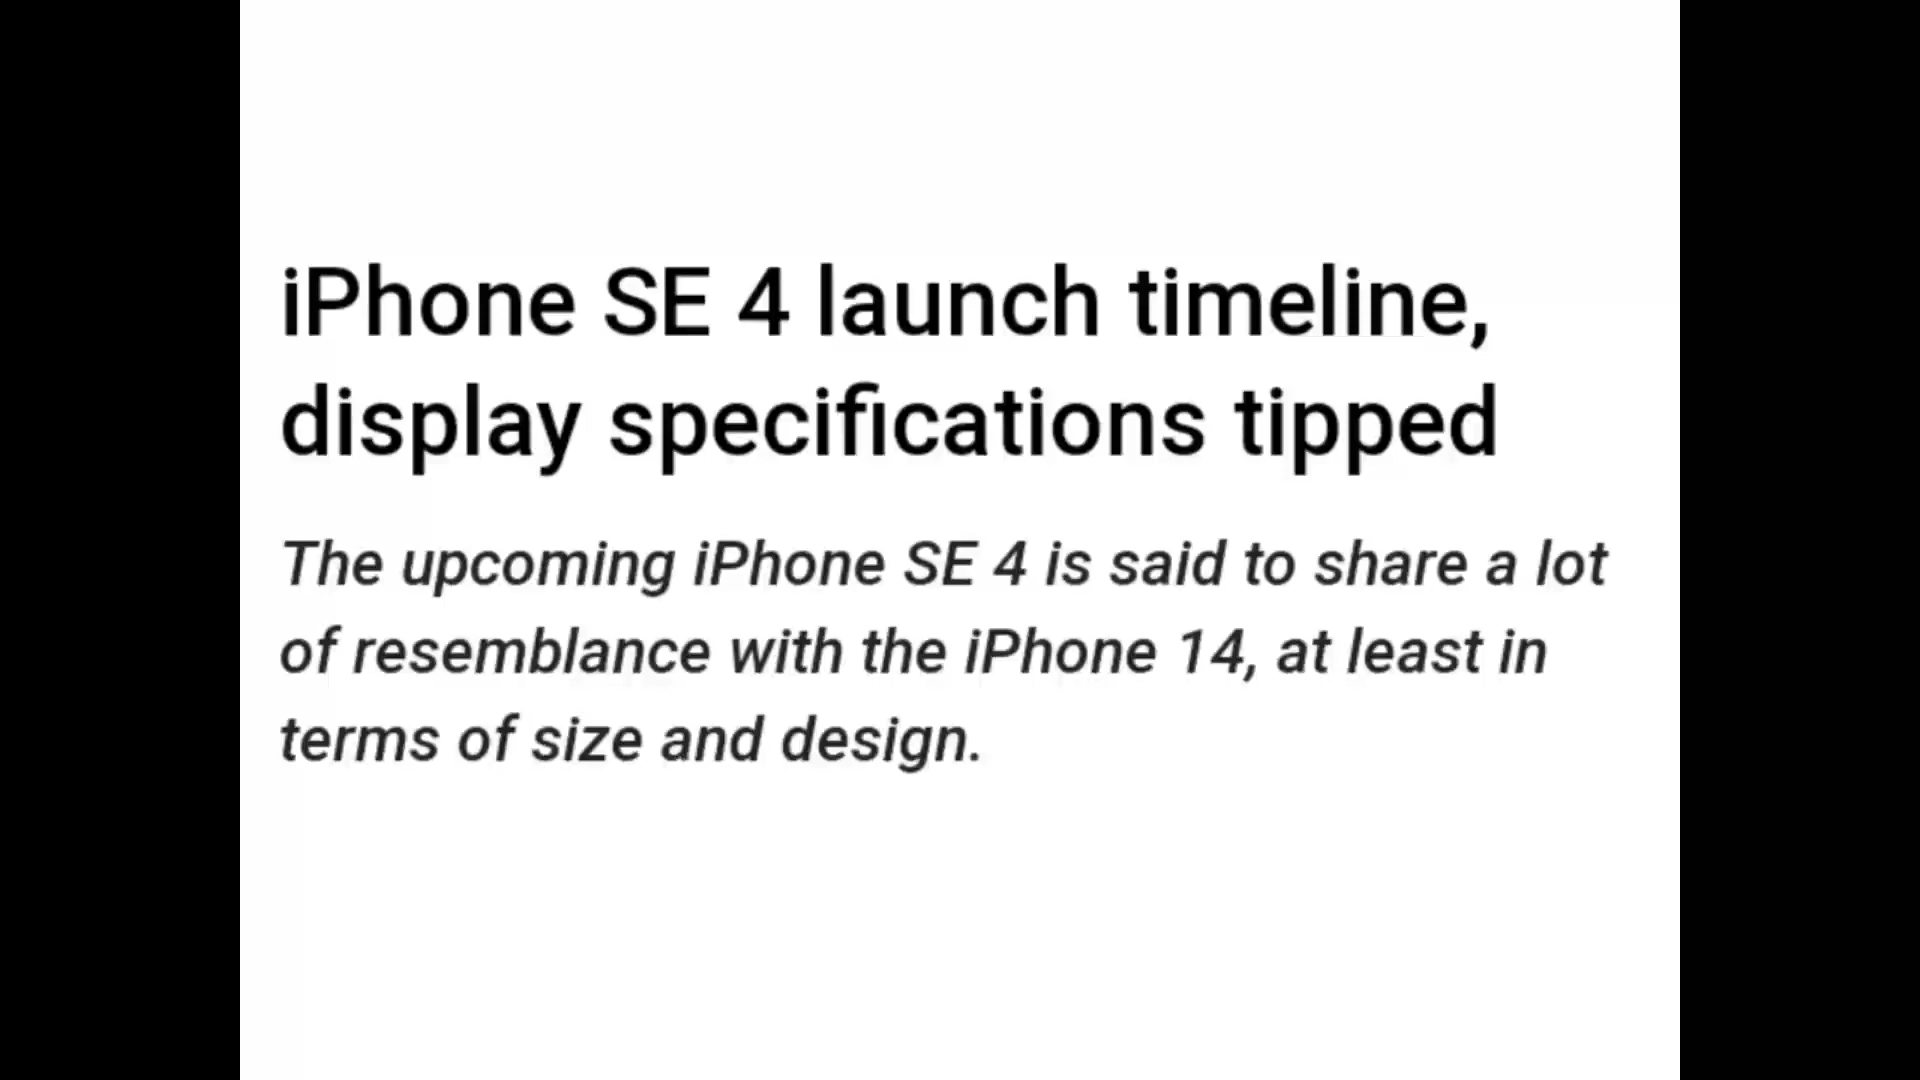 iPhone SE 4 launch timeline,
display specifications tipped
The upcoming iPhone SE 4 is said to share a lot
of resemblance with the iPhone 14, at least in
terms of size and design.